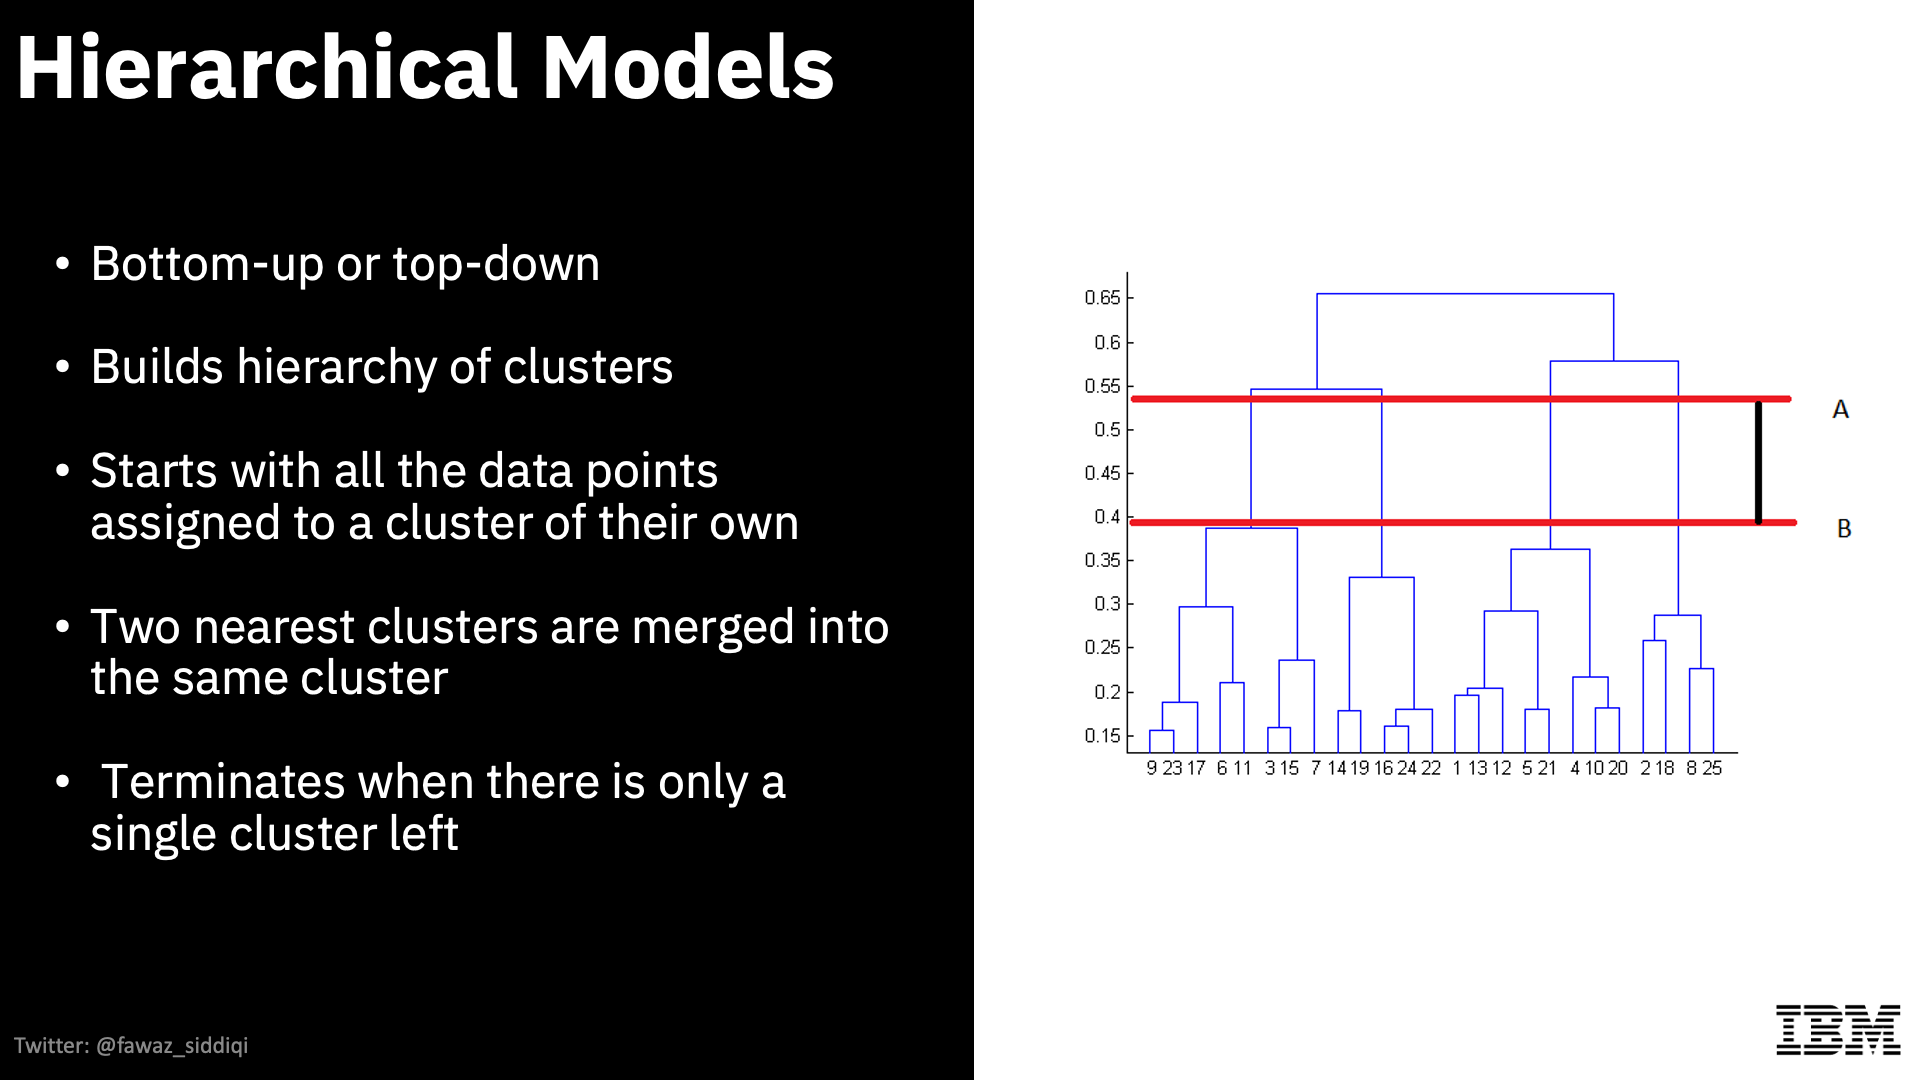 Hierarchical Models
• Bottom-up or top-down
• Builds hierarchy of clusters
• Starts with all the data points
assigned to a cluster of their own
• Two nearest clusters are merged into
the same cluster
• Terminates when there is only a
single cluster left
Twitter: @fawaz_siddiqi
0.65
0.6
0.55
A
0.5
0.45
0.4
B
0.35
0.3
0.25
0.2
0.15
9 23 17 6 11 3 15 7 14 19 16 24 22 1 13 12 5 21 4 10 20 2 18 8 25
IBM